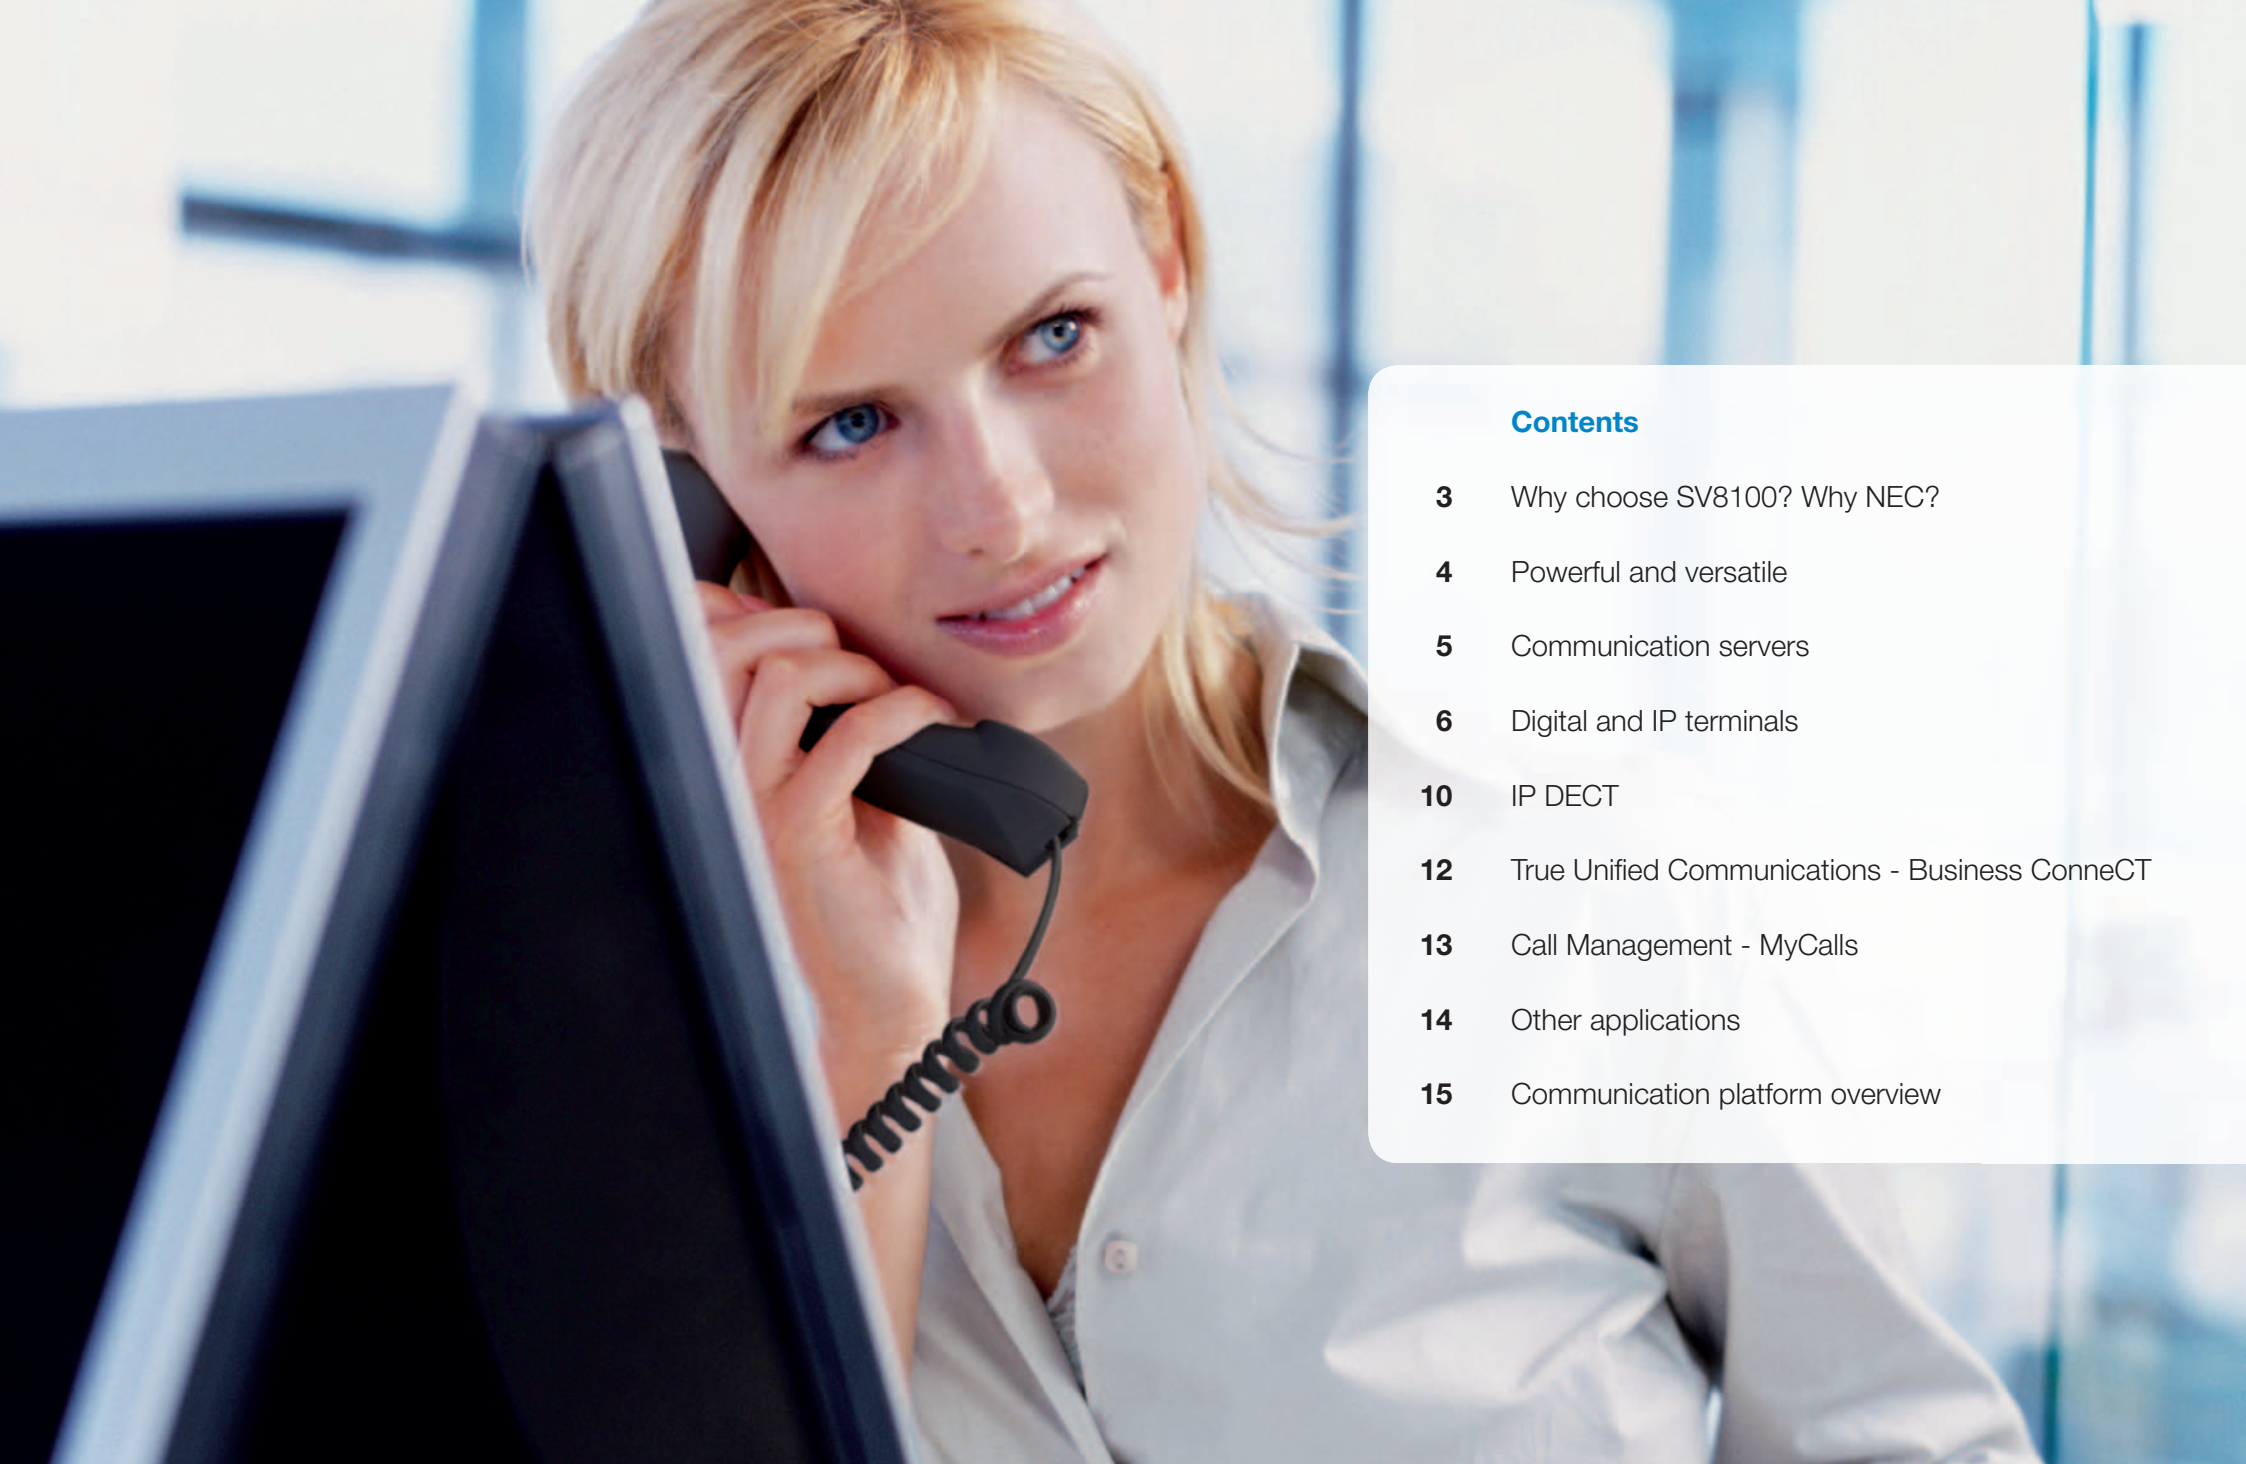 Contents
3 Why choose SV8100? Why NEC?
4 Powerful and versatile
5 Communication servers
6 Digital and IP terminals
10 IP DECT
12 True Unified Communications - Business ConneCT
13 Call Management - MyCalls
14 Other applications
15 Communication platform overview